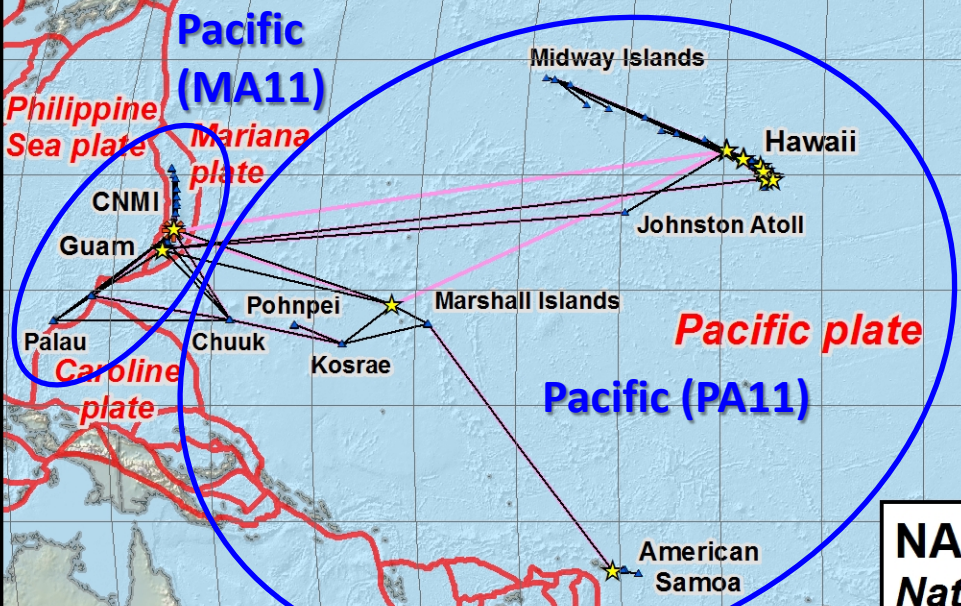 Pacific
(MA11)
Midway Islands
Philippine
Sea plate
Mariana
plate
Hawaii
CNMI
Johnston Atoll
Guam
Pohnpei
Marshall Islands
Pacific plate
Palau
Chuuk
Kosrae
Caroline
plate
Pacific (PA11)
NA
Nat
American
Samoa